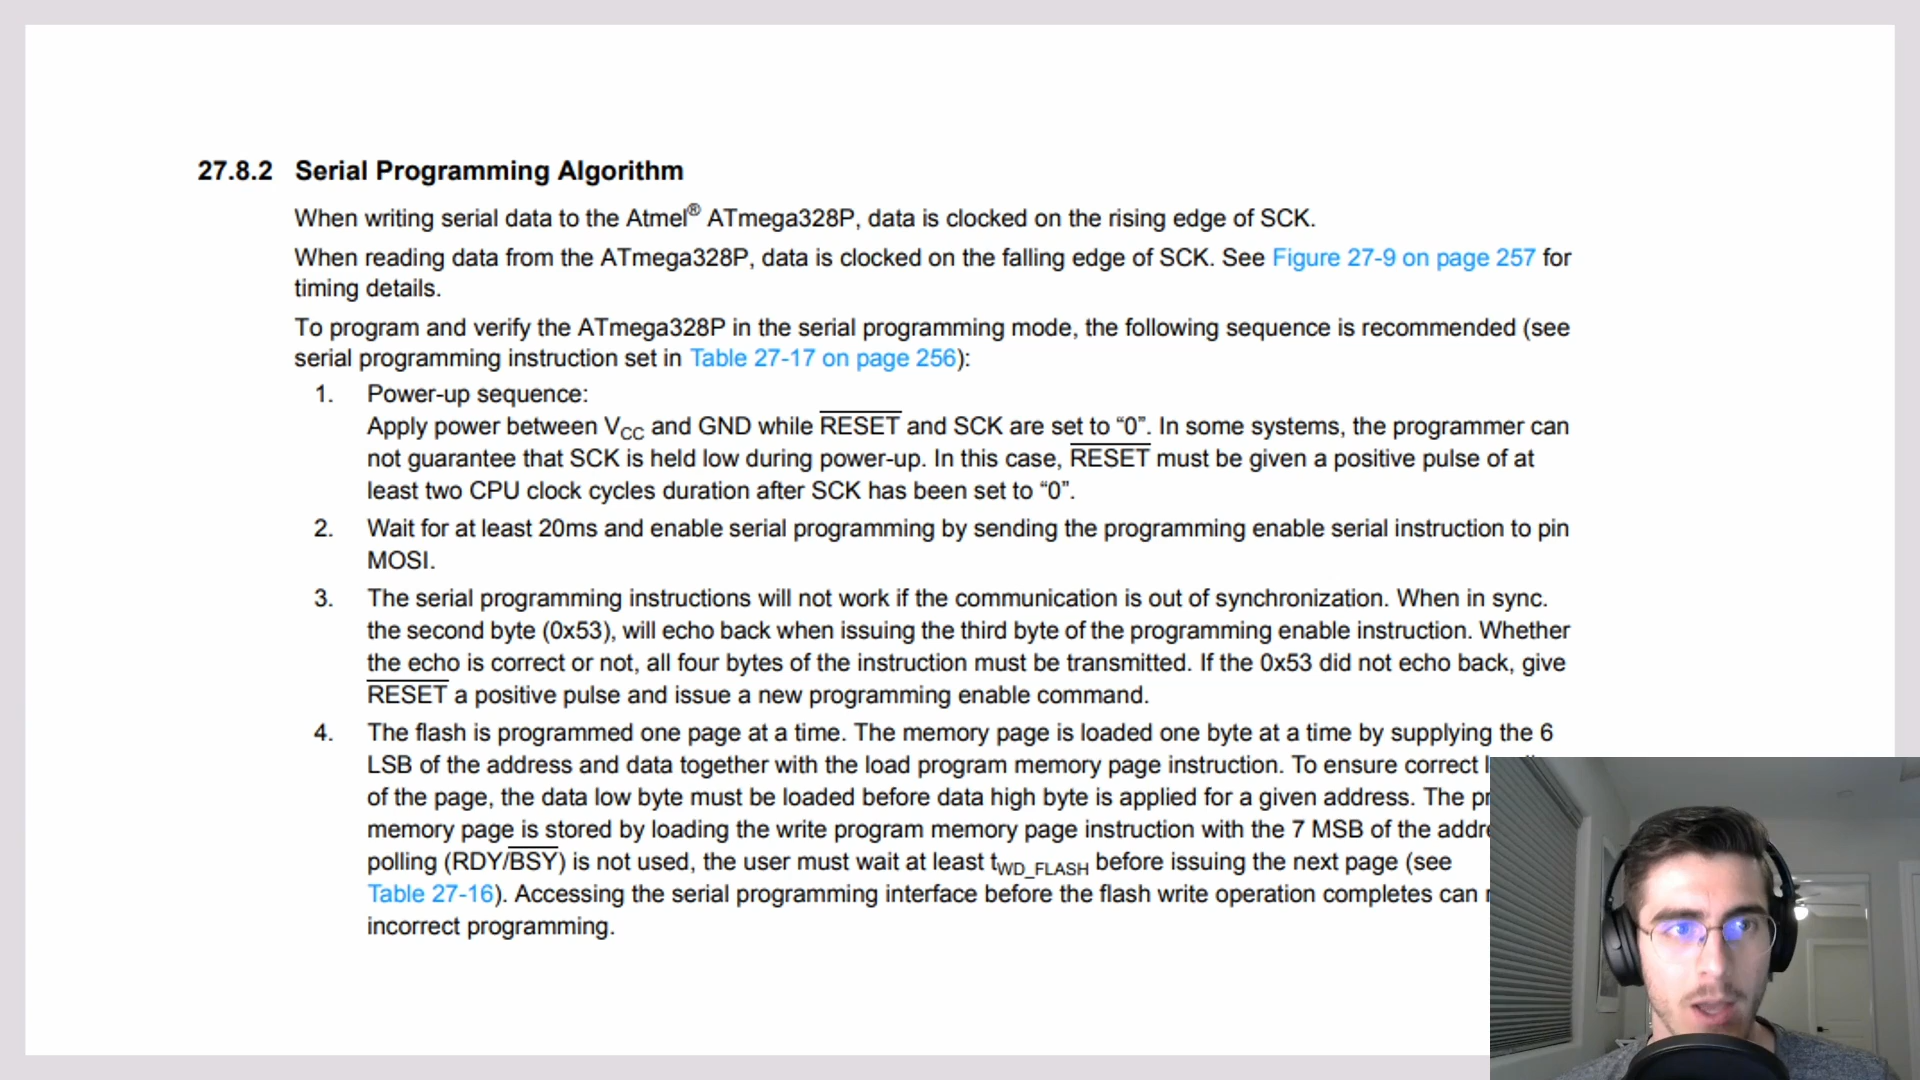 27.8.2 Serial Programming Algorithm
When writing serial data to the Atmel® ATmega328P, data is clocked on the rising edge of SCK.
When reading data from the ATmega328P, data is clocked on the falling edge of SCK. See Figure 27-9 on page 257 for
timing details.
To program and verify the ATmega328P in the serial programming mode, the following sequence is recommended (see
serial programming instruction set in Table 27-17 on page 256):
1. Power-up sequence:
Apply power between VCC and GND while RESET and SCK are set to “0”. In some systems, the programmer can
not guarantee that SCK is held low during power-up. In this case, RESET must be given a positive pulse of at
least two CPU clock cycles duration after SCK has been set to “0”.
2. Wait for at least 20ms and enable serial programming by sending the programming enable serial instruction to pin
MOSI.
3. The serial programming instructions will not work if the communication is out of synchronization. When in sync.
the second byte (0x53), will echo back when issuing the third byte of the programming enable instruction. Whether
the echo is correct or not, all four bytes of the instruction must be transmitted. If the 0x53 did not echo back, give
RESET a positive pulse and issue a new programming enable command.
4. The flash is programmed one page at a time. The memory page is loaded one byte at a time by supplying the 6
LSB of the address and data together with the load program memory page instruction. To ensure correct
of the page, the data low byte must be loaded before data high byte is applied for a given address. The
memory page is stored by loading the write program memory page instruction with the 7 MSB of the
polling (RDY/BSY) is not used, the user must wait at least tWD_FLASH before issuing the next page (see
Table 27-16). Accessing the serial programming interface before the flash write operation completes can
incorrect programming.